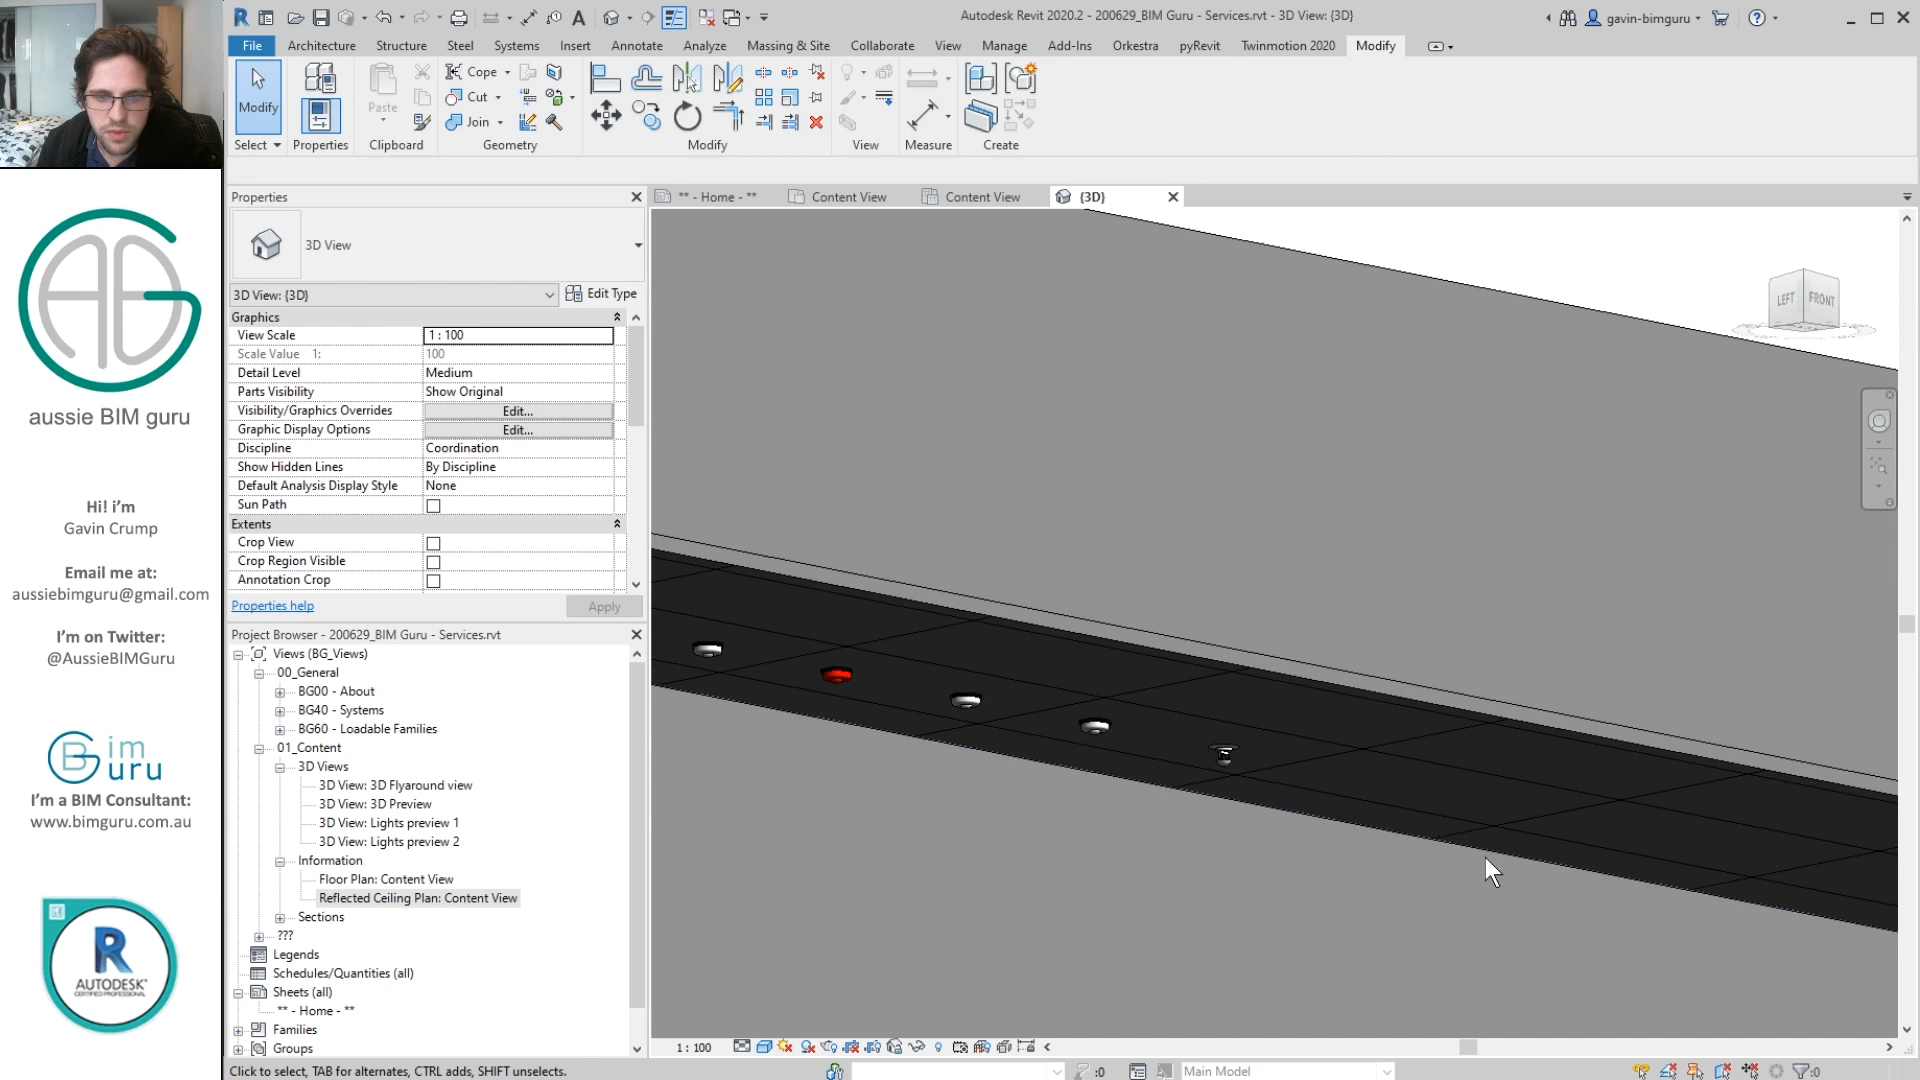 Autodesk Revit 2020.2 - 200629_BIM Guru - Services.rvt - 3D View: {3D}
gavin-bimguru
File Architecture Structure Steel Systems Insert Annotate Analyze Massing & Site Collaborate View Manage Add-Ins Orkestra pyRevit Twinmotion 2020 Modify
Modify
Paste
Cope
Cut
Join
Select Properties Clipboard Geometry Modify View Measure Create
Properties
** - Home - ** Content View Content View {3D}
3D View
3D View: {3D} Edit Type
Graphics
View Scale 1 : 100
Scale Value 1: 100
Detail Level Medium
Parts Visibility Show Original
Visibility/Graphics Overrides Edit...
Graphic Display Options Edit...
Discipline Coordination
Show Hidden Lines By Discipline
Default Analysis Display Style None
Sun Path
Extents
Crop View
Crop Region Visible
Annotation Crop
Properties help Apply
Project Browser - 200629_BIM Guru - Services.rvt
Views (BG_Views)
00_General
BG00 - About
BG40 - Systems
BG60 - Loadable Families
01_Content
3D Views
3D View: 3D Flyaround view
3D View: 3D Preview
3D View: Lights preview 1
3D View: Lights preview 2
Information
Floor Plan: Content View
Reflected Ceiling Plan: Content View
Sections
???
Legends
Schedules/Quantities (all)
Sheets (all)
** - Home - **
Families
Groups
LEFT FRONT
1 : 100
Click to select, TAB for alternates, CTRL adds, SHIFT unselects.
:0
Main Model
:0
ABG
aussie BIM guru
Hi! i'm
Gavin Crump
Email me at:
aussiebimguru@gmail.com
I'm on Twitter:
@AussieBIMGuru
Bim
Guru
I'm a BIM Consultant:
www.bimguru.com.au
R
AUTODESK
CERTIFIED PROFESSIONAL